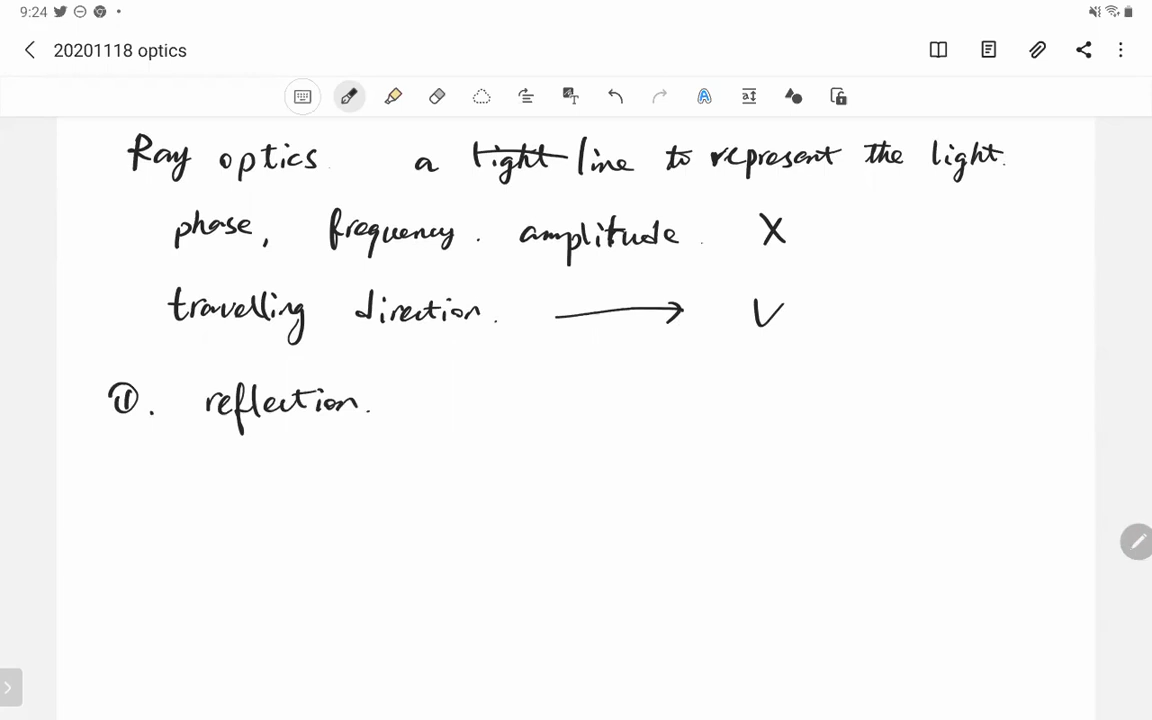 9:24
20201118 optics
Ray optics a light line to represent the light.
phase, frequency. amplitude. X
travelling direction. → V
①. reflection.